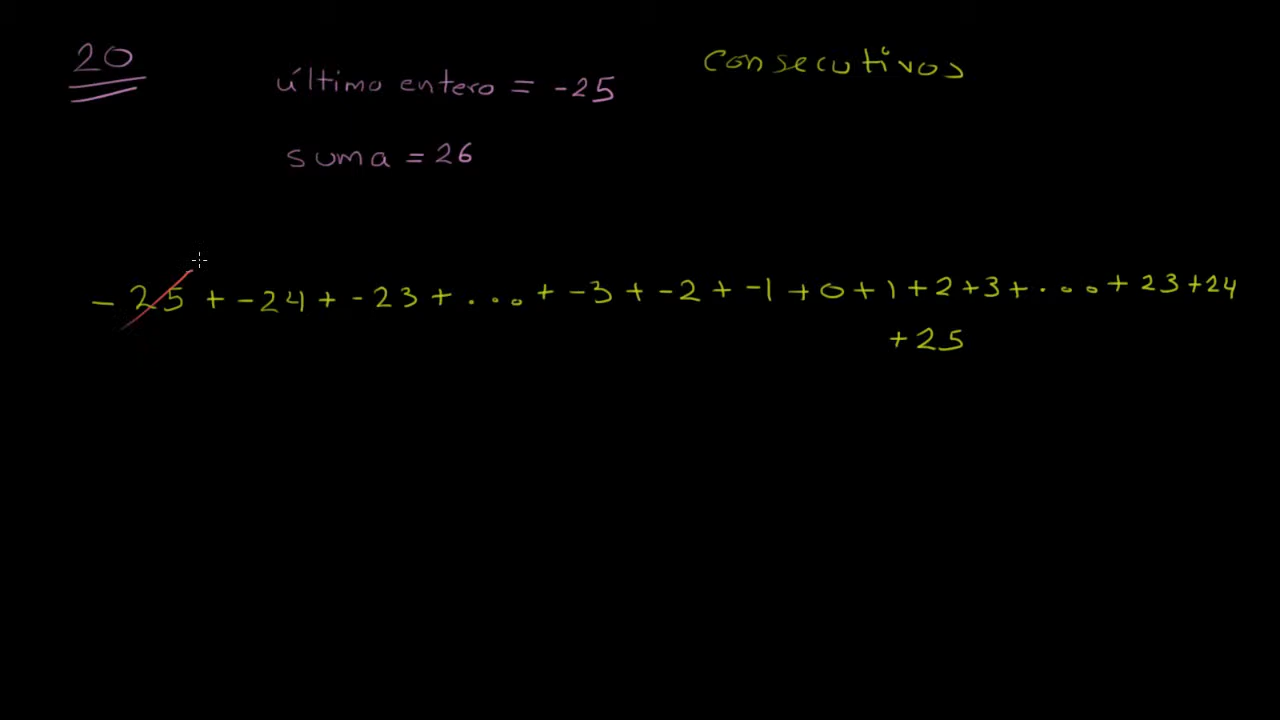 20
último entero = -25
consecutivos
suma = 26
- 25 + -24 + -23 + ... + -3 + -2 + -1 + 0 + 1 + 2 + 3 + ... + 23 + 24
+ 25